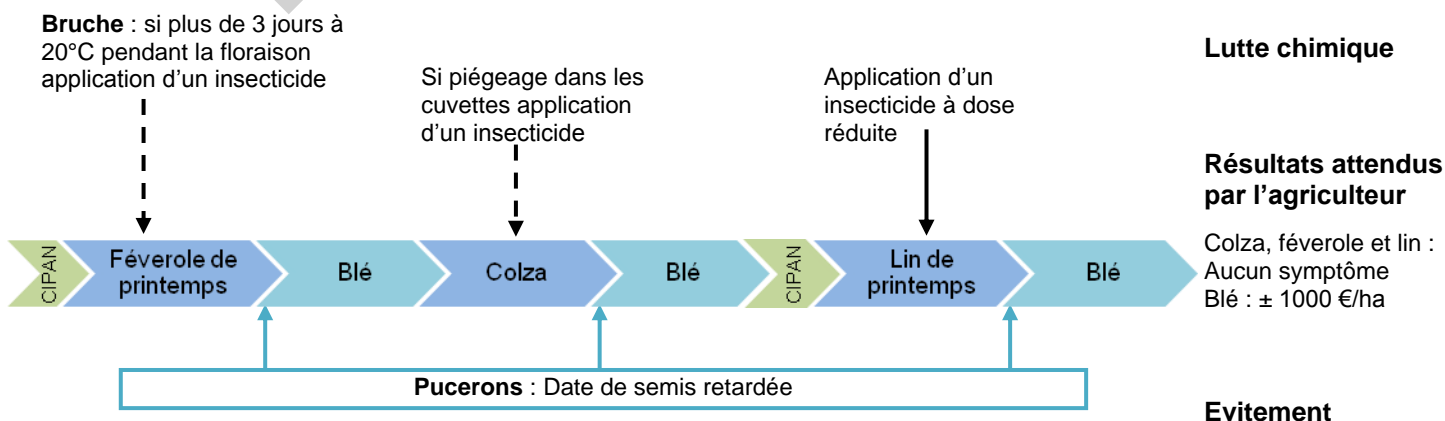 Bruche : si plus de 3 jours à
20°C pendant la floraison
application d’un insecticide
Si piégeage dans les
cuvettes application
d’un insecticide
Application d’un
insecticide à dose
réduite
Lutte chimique
Résultats attendus
par l’agriculteur
Colza, féverole et lin :
Aucun symptôme
Blé : ± 1000 €/ha
CIPAN
Féverole de
printemps
Blé
Colza
Blé
CIPAN
Lin de
printemps
Blé
Pucerons : Date de semis retardée
Evitement